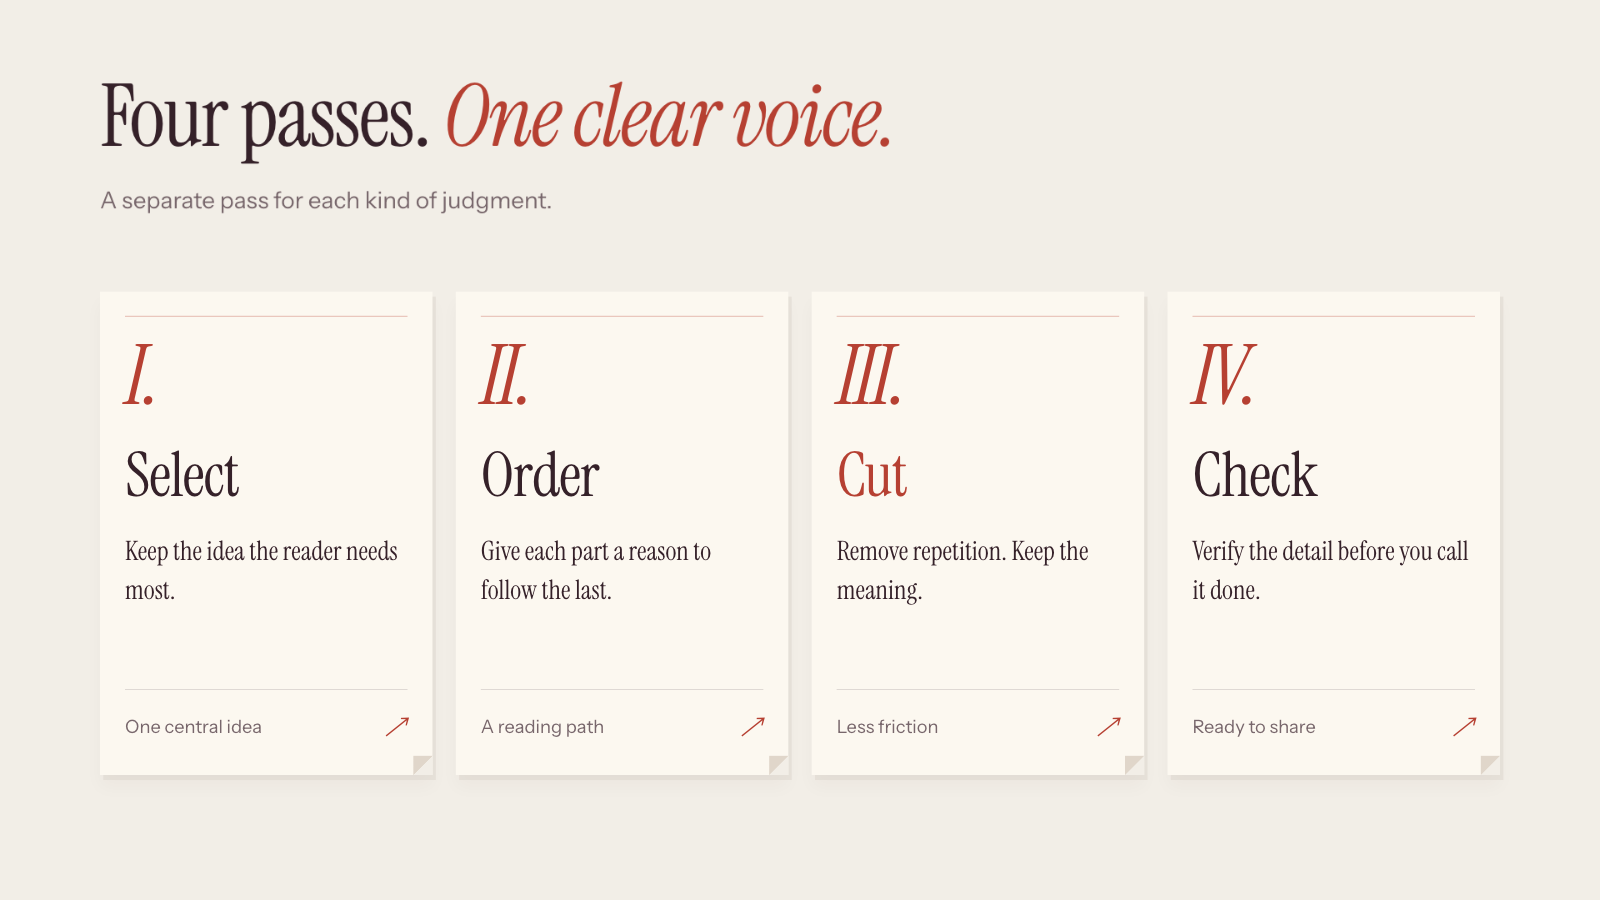 Four passes. One clear voice.
A separate pass for each kind of judgment.
I.
Select
Keep the idea the reader needs
most.
One central idea
II.
Order
Give each part a reason to
follow the last.
A reading path
III.
Cut
Remove repetition. Keep the
meaning.
Less friction
IV.
Check
Verify the detail before you call
it done.
Ready to share